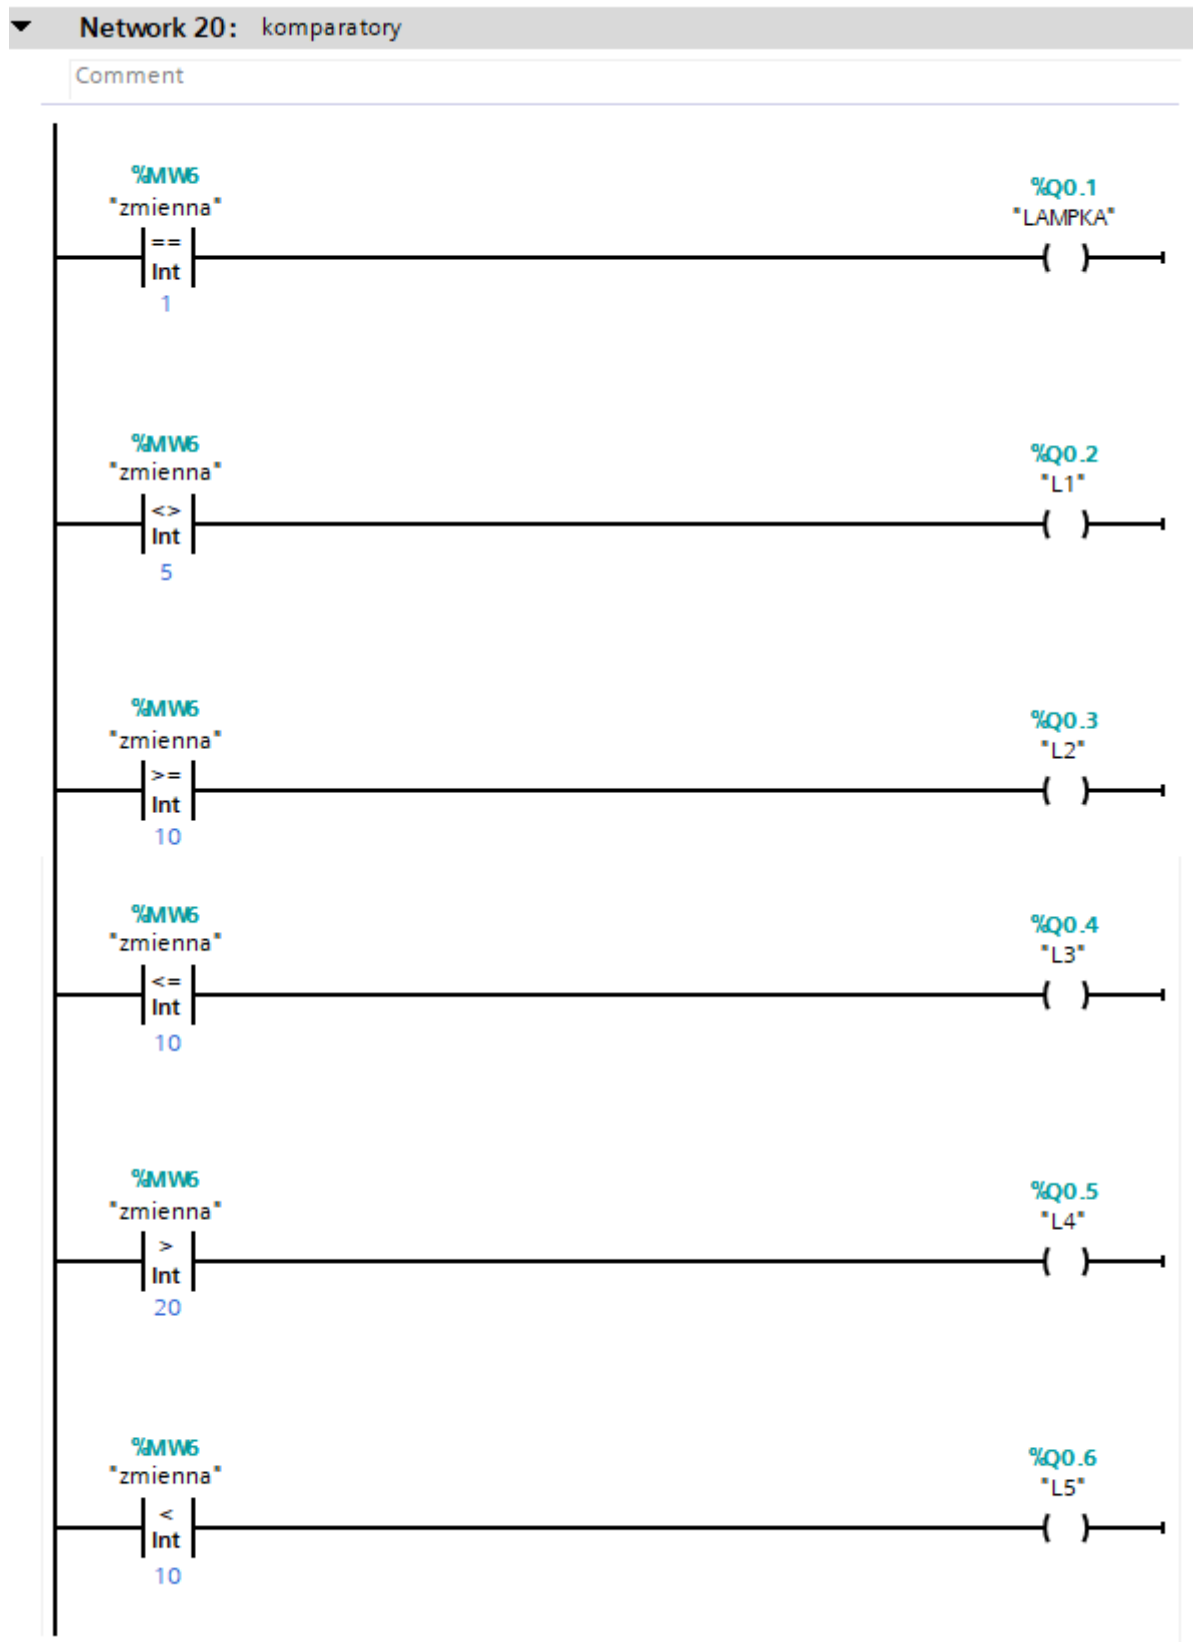 Network 20: komparatory
Comment
%MW6
"zmienna"
==
Int
1
%Q0.1
"LAMPKA"
%MW6
"zmienna"
<>
Int
5
%Q0.2
"L1"
%MW6
"zmienna"
>=
Int
10
%Q0.3
"L2"
%MW6
"zmienna"
<=
Int
10
%Q0.4
"L3"
%MW6
"zmienna"
>
Int
20
%Q0.5
"L4"
%MW6
"zmienna"
<
Int
10
%Q0.6
"L5"